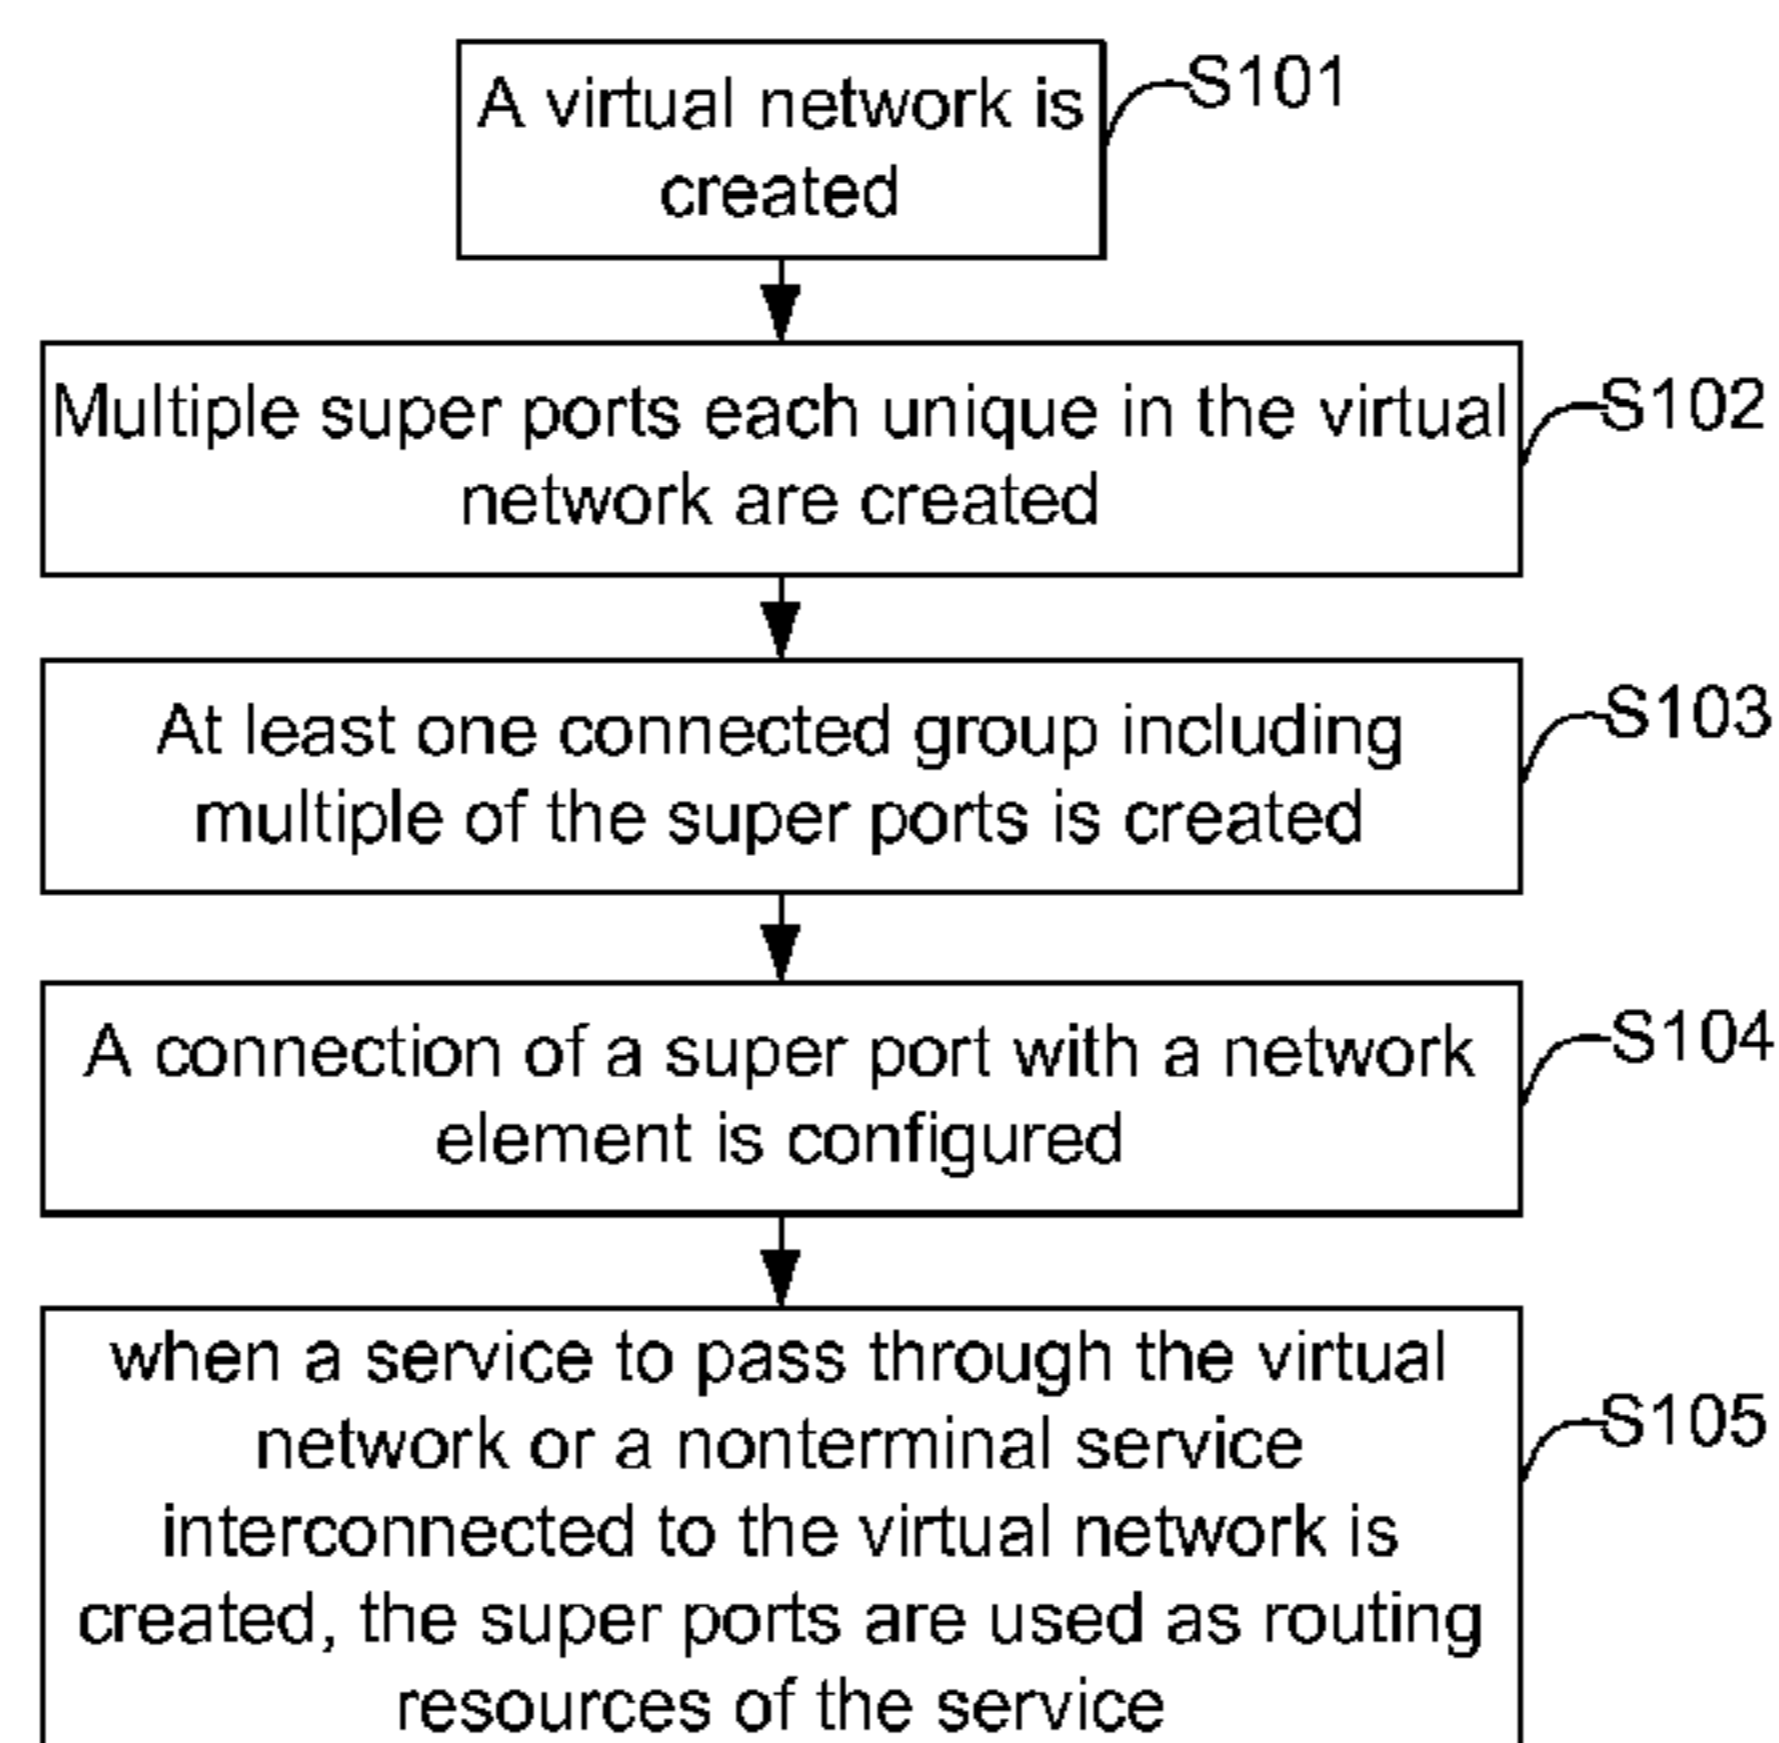 A virtual network is
created
S101
Multiple super ports each unique in the virtual
network are created
S102
At least one connected group including
multiple of the super ports is created
S103
A connection of a super port with a network
element is configured
S104
when a service to pass through the virtual
network or a nonterminal service
interconnected to the virtual network is
created, the super ports are used as routing
resources of the service
S105